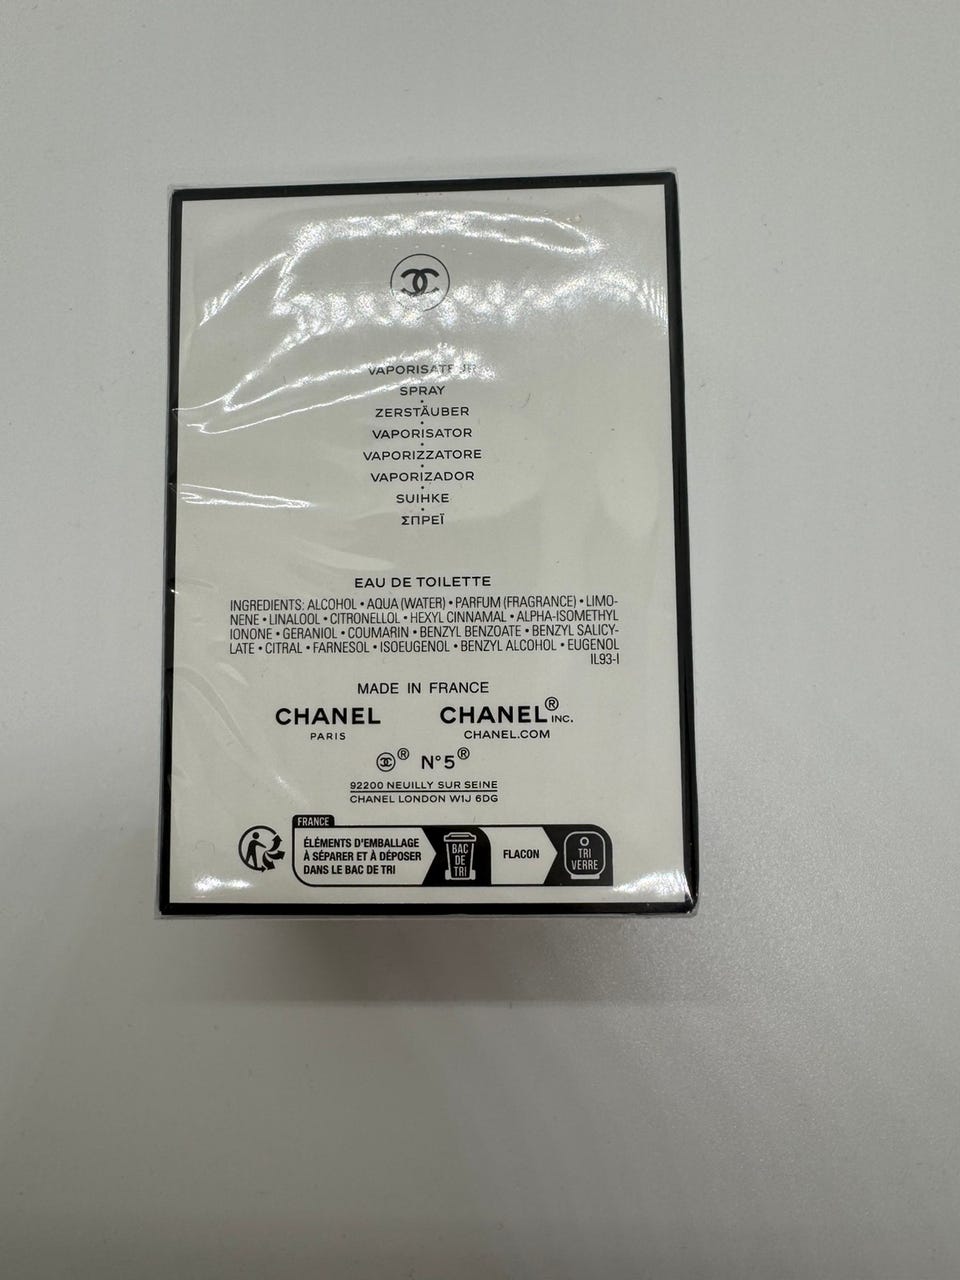 VAPORISATEUR
SPRAY
ZERSTÄUBER
VAPORISATOR
VAPORIZZATORE
VAPORIZADOR
SUIHKE
ΣΠΡΕΪ
EAU DE TOILETTE
INGREDIENTS: ALCOHOL • AQUA (WATER) • PARFUM (FRAGRANCE) • LIMO-
NENE • LINALOOL • CITRONELLOL • HEXYL CINNAMAL • ALPHA-ISOMETHYL
IONONE • GERANIOL • COUMARIN • BENZYL BENZOATE • BENZYL SALICY-
LATE • CITRAL • FARNESOL • ISOEUGENOL • BENZYL ALCOHOL • EUGENOL
IL93-I
MADE IN FRANCE
CHANEL CHANEL® INC.
PARIS CHANEL.COM
® N°5®
92200 NEUILLY SUR SEINE
CHANEL LONDON W1J 6DG
FRANCE
ÉLÉMENTS D'EMBALLAGE
À SÉPARER ET À DÉPOSER
DANS LE BAC DE TRI
BAC
DE
TRI
FLACON
TRI
VERRE